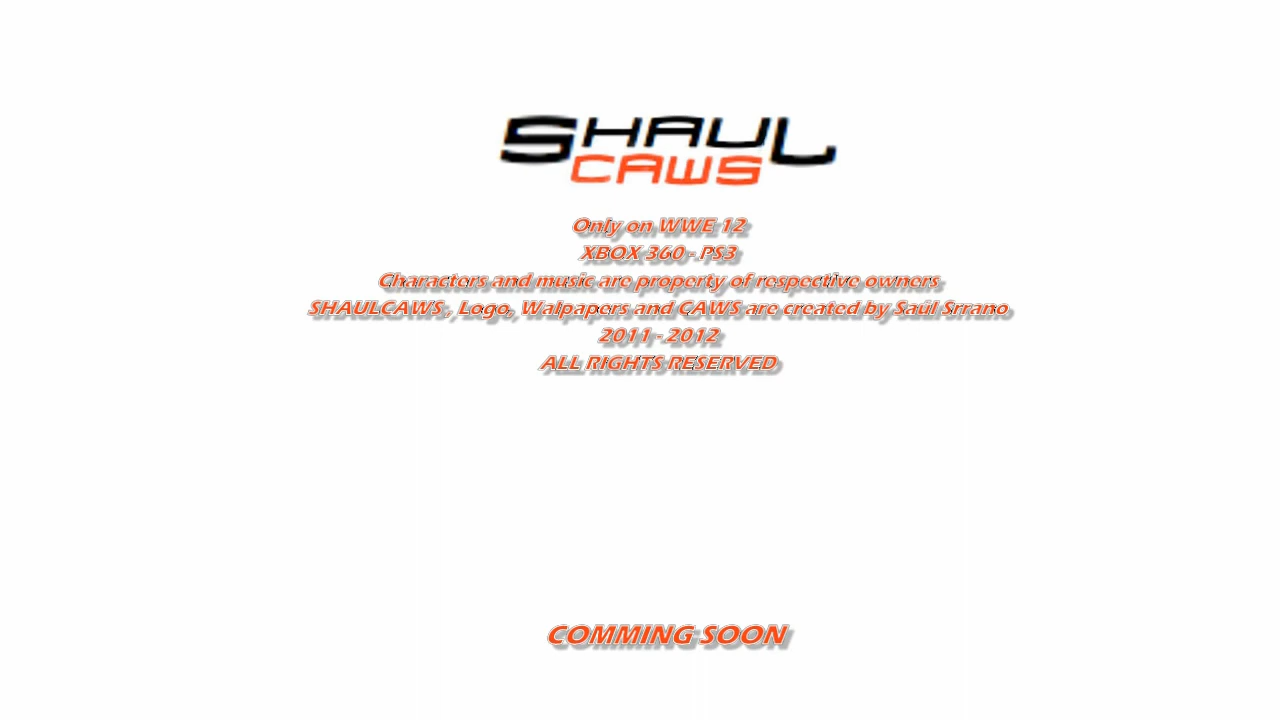 SHAUL
CAWS
Only on WWE 12
XBOX 360 - PS3
Characters and music are property of respective owners
SHAULCAWS , Logo, Walpapers and CAWS are created by Saúl Srrano
2011 - 2012
ALL RIGHTS RESERVED
COMMING SOON